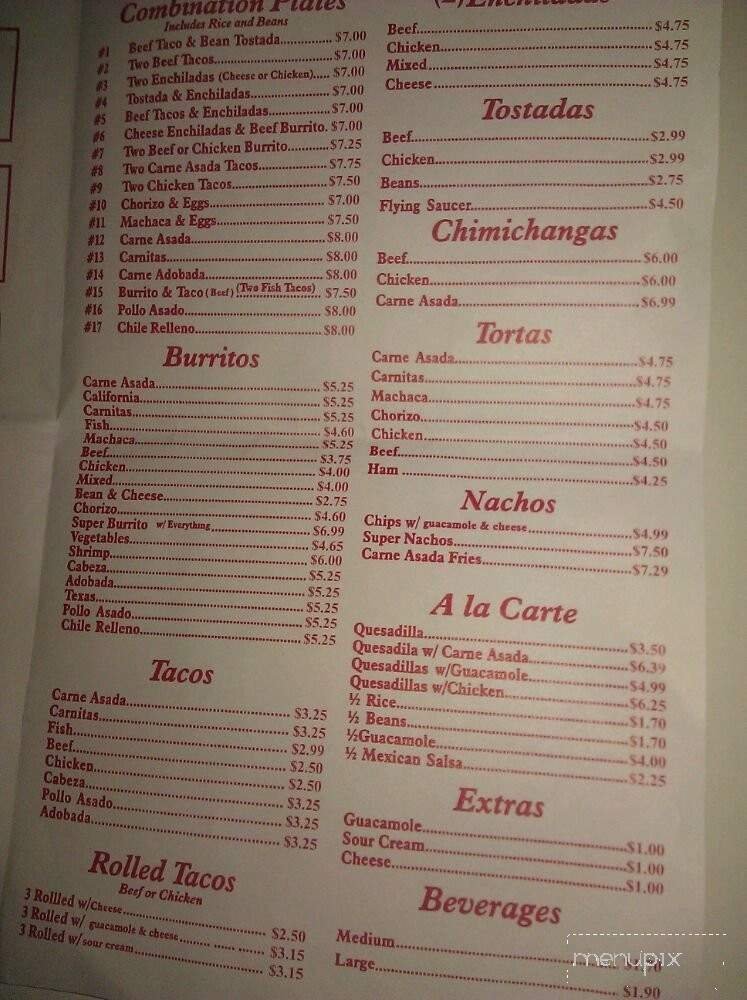 Combination Plates
Includes Rice and Beans
#1 Beef Taco & Bean Tostada $7.00
#2 Two Beef Tacos $7.00
#3 Two Enchiladas (Cheese or Chicken) $7.00
#4 Tostada & Enchiladas $7.00
#5 Beef Tacos & Enchiladas $7.00
#6 Cheese Enchiladas & Beef Burrito. $7.00
#7 Two Beef or Chicken Burrito $7.25
#8 Two Carne Asada Tacos $7.75
#9 Two Chicken Tacos $7.50
#10 Chorizo & Eggs $7.00
#11 Machaca & Eggs $7.50
#12 Carne Asada $8.00
#13 Carnitas $8.00
#14 Carne Adobada $8.00
#15 Burrito & Taco (Beef) (Two Fish Tacos) $7.50
#16 Pollo Asado $8.00
#17 Chile Relleno $8.00
Burritos
Carne Asada $5.25
California $5.25
Carnitas $5.25
Fish $4.60
Machaca $5.25
Beef $3.75
Chicken $4.00
Mixed $4.00
Bean & Cheese $2.75
Chorizo $4.60
Super Burrito w/ Everything $6.99
Vegetables $4.65
Shrimp $6.00
Cabeza $5.25
Adobada $5.25
Texas $5.25
Pollo Asado $5.25
Chile Relleno $5.25
Tacos
Carne Asada $3.25
Carnitas $3.25
Fish $2.99
Beef $2.50
Chicken $2.50
Cabeza $3.25
Pollo Asado $3.25
Adobada $3.25
Rolled Tacos
Beef or Chicken
3 Rollled w/Cheese $2.50
3 Rolled w/ guacamole & cheese $3.15
3 Rolled w/sour cream $3.15
Enchiladas
Beef $4.75
Chicken $4.75
Mixed $4.75
Cheese $4.75
Tostadas
Beef $2.99
Chicken $2.99
Beans $2.75
Flying Saucer $4.50
Chimichangas
Beef $6.00
Chicken $6.00
Carne Asada $6.99
Tortas
Carne Asada $4.75
Carnitas $4.75
Machaca $4.75
Chorizo $4.50
Chicken $4.50
Beef $4.50
Ham $4.25
Nachos
Chips w/ guacamole & cheese $4.99
Super Nachos $7.50
Carne Asada Fries $7.29
A la Carte
Quesadilla $3.50
Quesadila w/ Carne Asada $6.39
Quesadillas w/Guacamole $4.99
Quesadillas w/Chicken $6.25
½ Rice $1.70
½ Beans $1.70
½Guacamole $4.00
½ Mexican Salsa $2.25
Extras
Guacamole $1.00
Sour Cream $1.00
Cheese $1.00
Beverages
Medium
Large $1.90
menupix